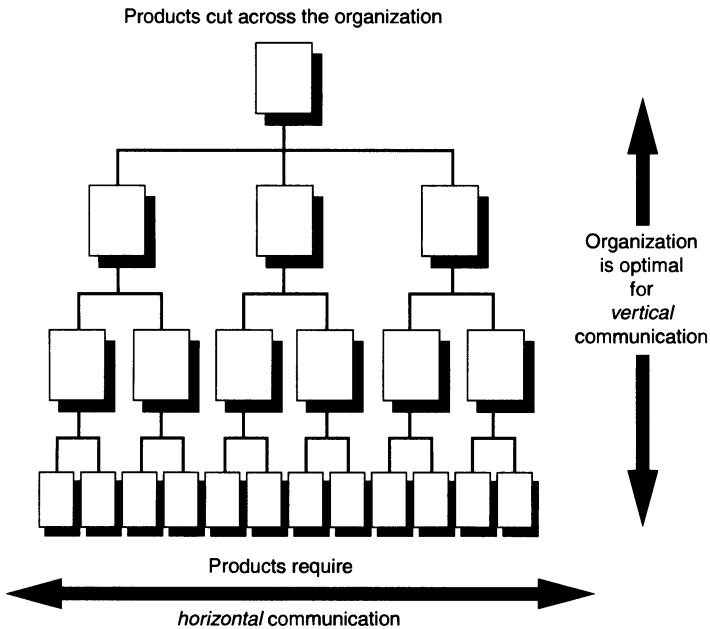 Products cut across the organization
Organization
is optimal
for
vertical
communication
Products require
horizontal communication